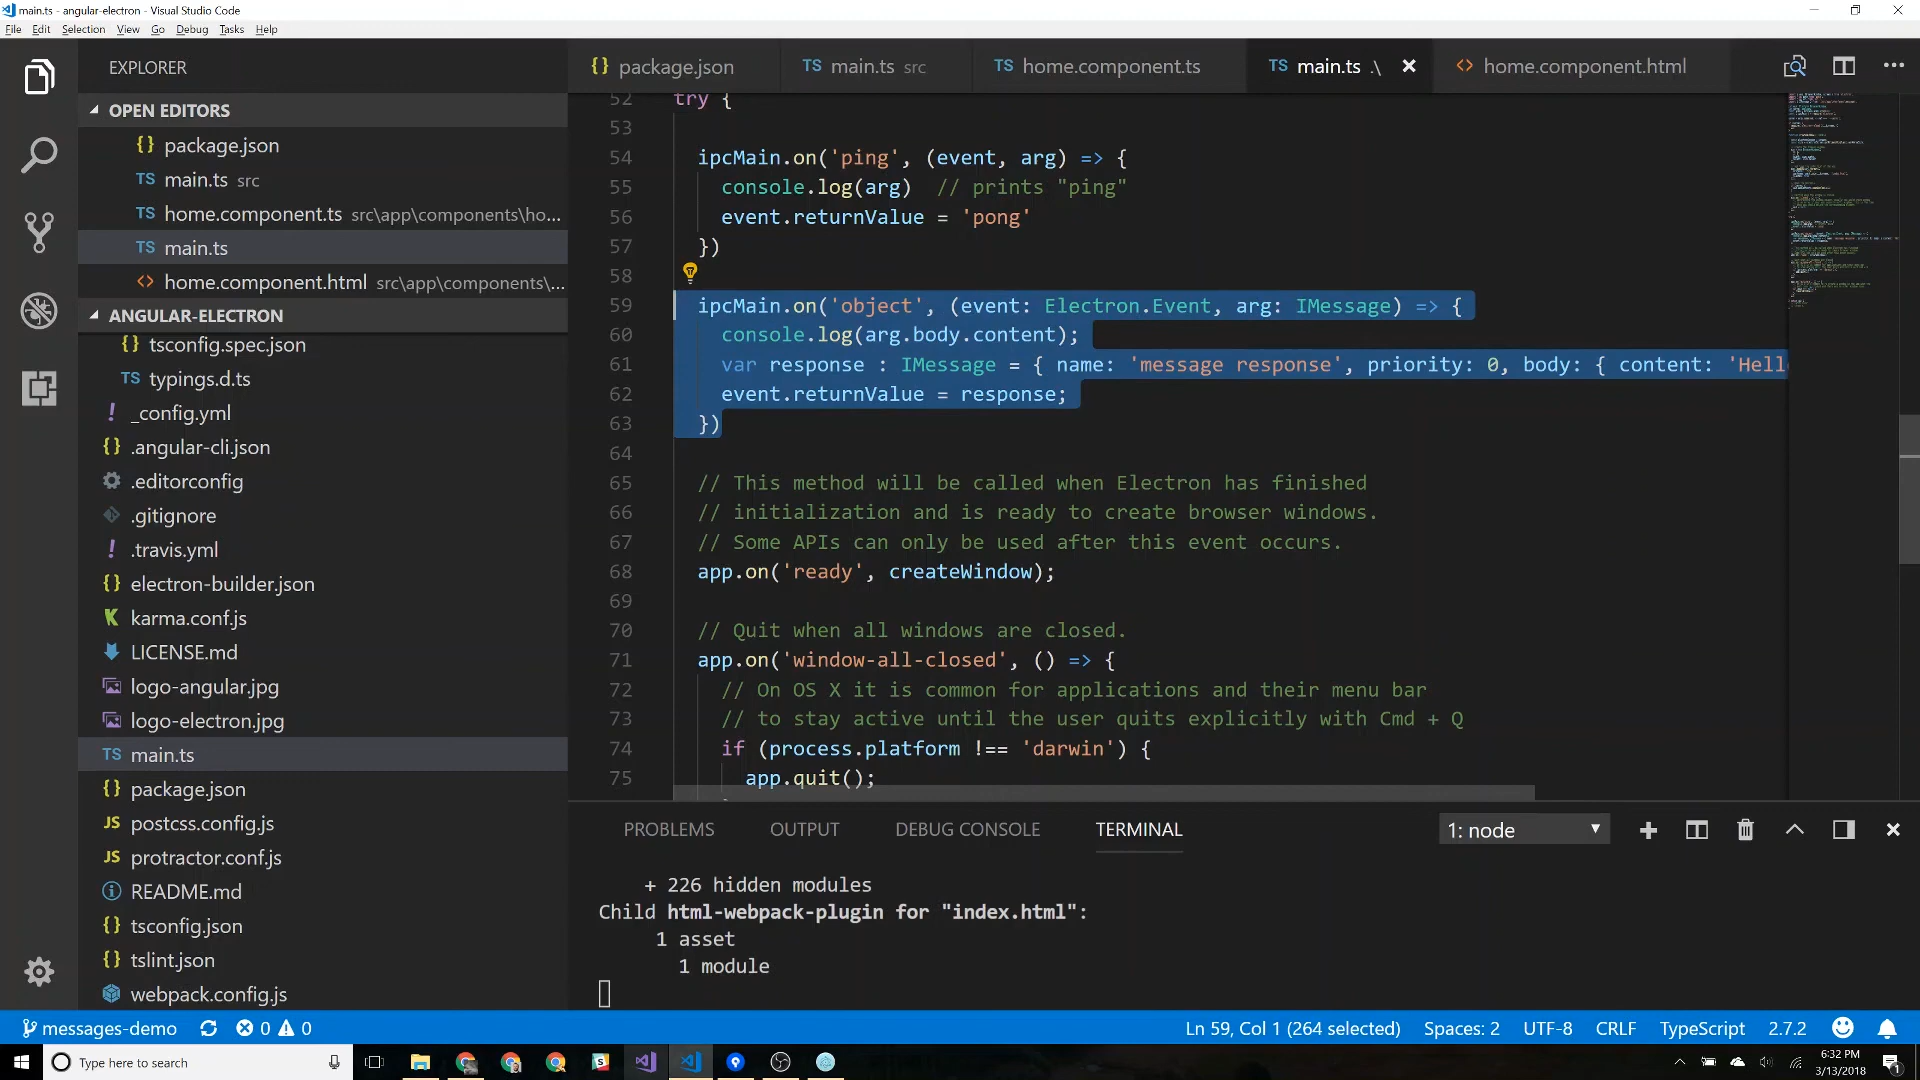 main.ts - angular-electron - Visual Studio Code
File Edit Selection View Go Debug Tasks Help
EXPLORER
OPEN EDITORS
{} package.json
TS main.ts src
TS home.component.ts src\app\components\ho...
TS main.ts
<> home.component.html src\app\components\...
ANGULAR-ELECTRON
{} tsconfig.spec.json
TS typings.d.ts
! _config.yml
{} .angular-cli.json
.editorconfig
.gitignore
! .travis.yml
{} electron-builder.json
K karma.conf.js
LICENSE.md
logo-angular.jpg
logo-electron.jpg
TS main.ts
{} package.json
JS postcss.config.js
JS protractor.conf.js
README.md
{} tsconfig.json
{} tslint.json
webpack.config.js
{} package.json TS main.ts src TS home.component.ts TS main.ts .\ <> home.component.html
52 try {
53
54 ipcMain.on('ping', (event, arg) => {
55 console.log(arg) // prints "ping"
56 event.returnValue = 'pong'
57 })
58
59 ipcMain.on('object', (event: Electron.Event, arg: IMessage) => {
60 console.log(arg.body.content);
61 var response : IMessage = { name: 'message response', priority: 0, body: { content: 'Hell
62 event.returnValue = response;
63 })
64
65 // This method will be called when Electron has finished
66 // initialization and is ready to create browser windows.
67 // Some APIs can only be used after this event occurs.
68 app.on('ready', createWindow);
69
70 // Quit when all windows are closed.
71 app.on('window-all-closed', () => {
72 // On OS X it is common for applications and their menu bar
73 // to stay active until the user quits explicitly with Cmd + Q
74 if (process.platform !== 'darwin') {
75 app.quit();
PROBLEMS OUTPUT DEBUG CONSOLE TERMINAL 1: node
+ 226 hidden modules
Child html-webpack-plugin for "index.html":
1 asset
1 module
messages-demo 0 0 Ln 59, Col 1 (264 selected) Spaces: 2 UTF-8 CRLF TypeScript 2.7.2
Type here to search
6:32 PM
3/13/2018
1